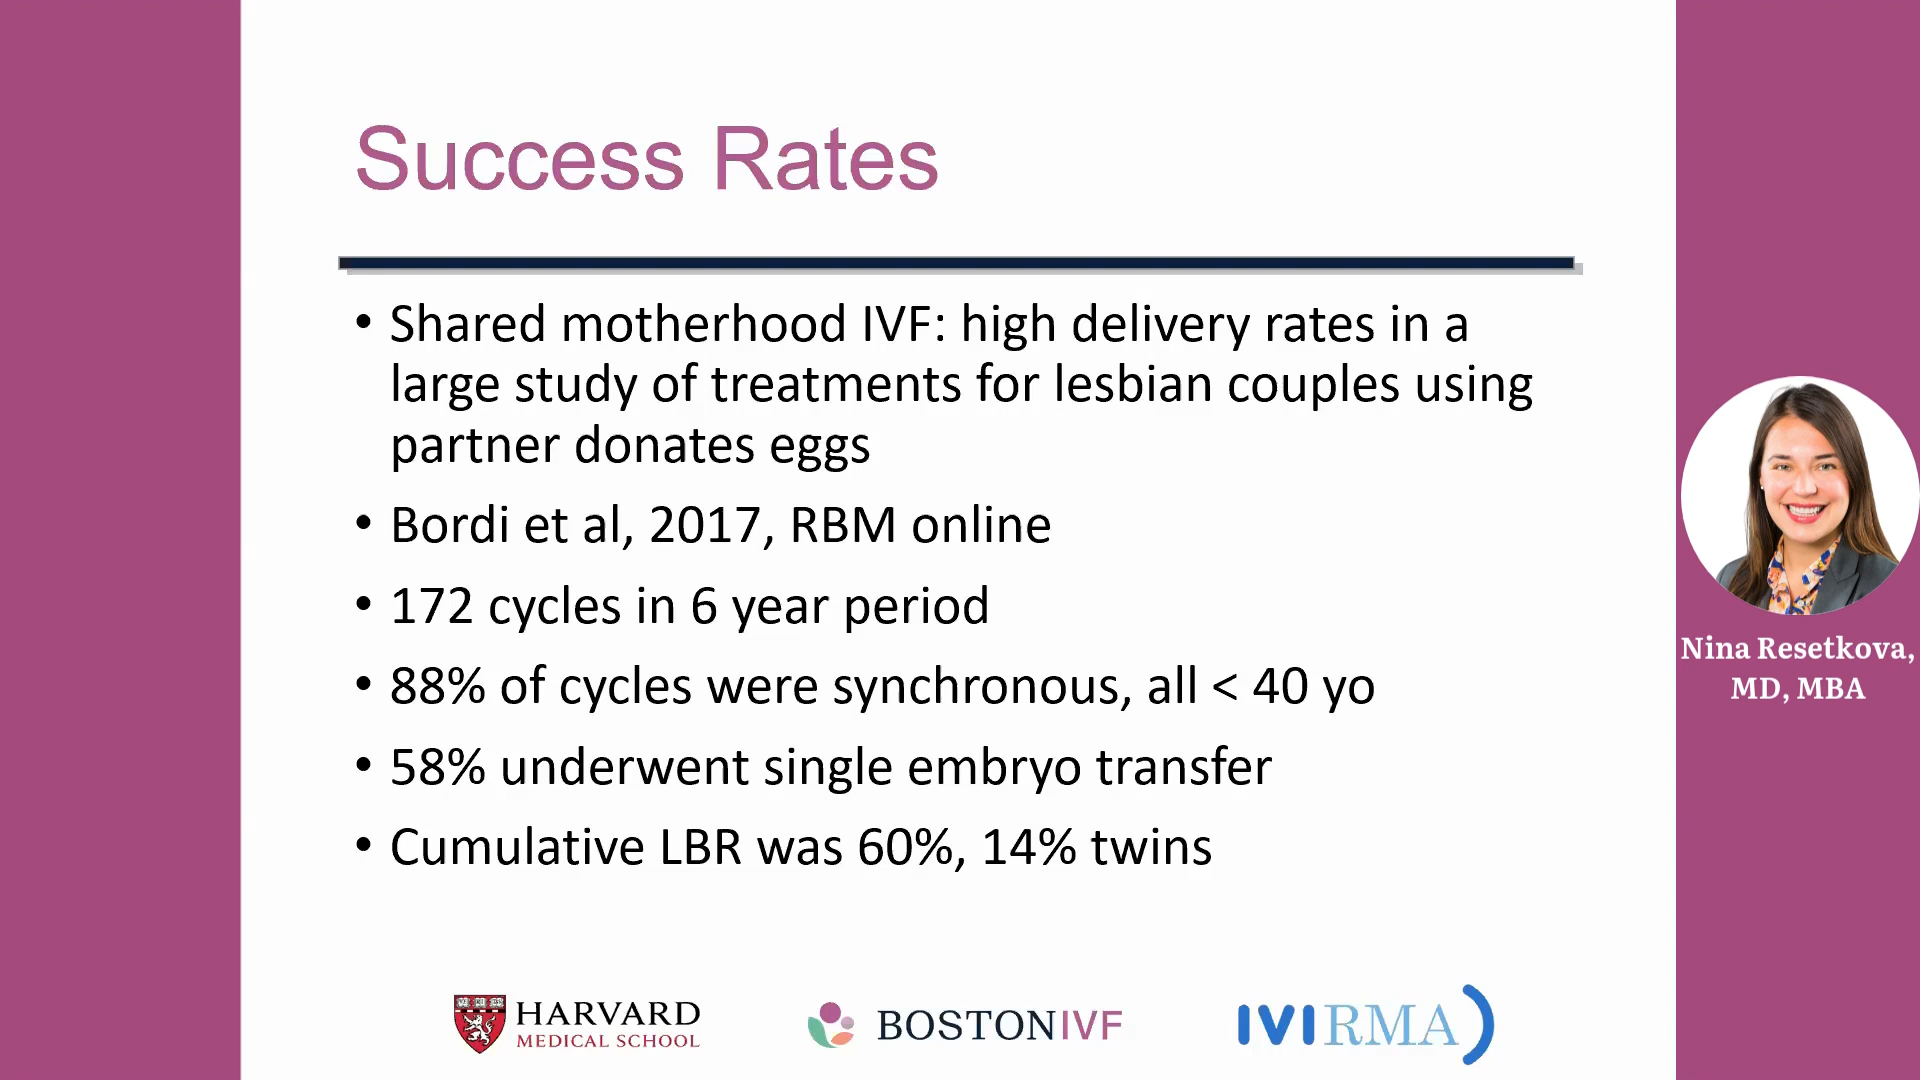 Success Rates
• Shared motherhood IVF: high delivery rates in a
large study of treatments for lesbian couples using
partner donates eggs
• Bordi et al, 2017, RBM online
• 172 cycles in 6 year period
• 88% of cycles were synchronous, all < 40 yo
• 58% underwent single embryo transfer
• Cumulative LBR was 60%, 14% twins
Nina Resetkova,
MD, MBA
HARVARD
MEDICAL SCHOOL
BOSTONIVF
IVIRMA